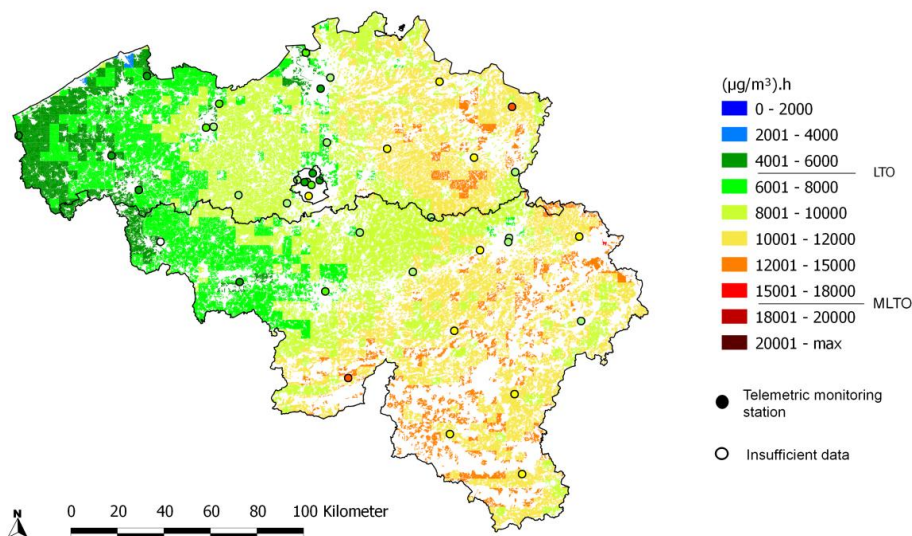 (µg/m³).h
0 - 2000
2001 - 4000
4001 - 6000
LTO
6001 - 8000
8001 - 10000
10001 - 12000
12001 - 15000
15001 - 18000
MLTO
18001 - 20000
20001 - max
Telemetric monitoring
station
Insufficient data
N
0 20 40 60 80 100 Kilometer